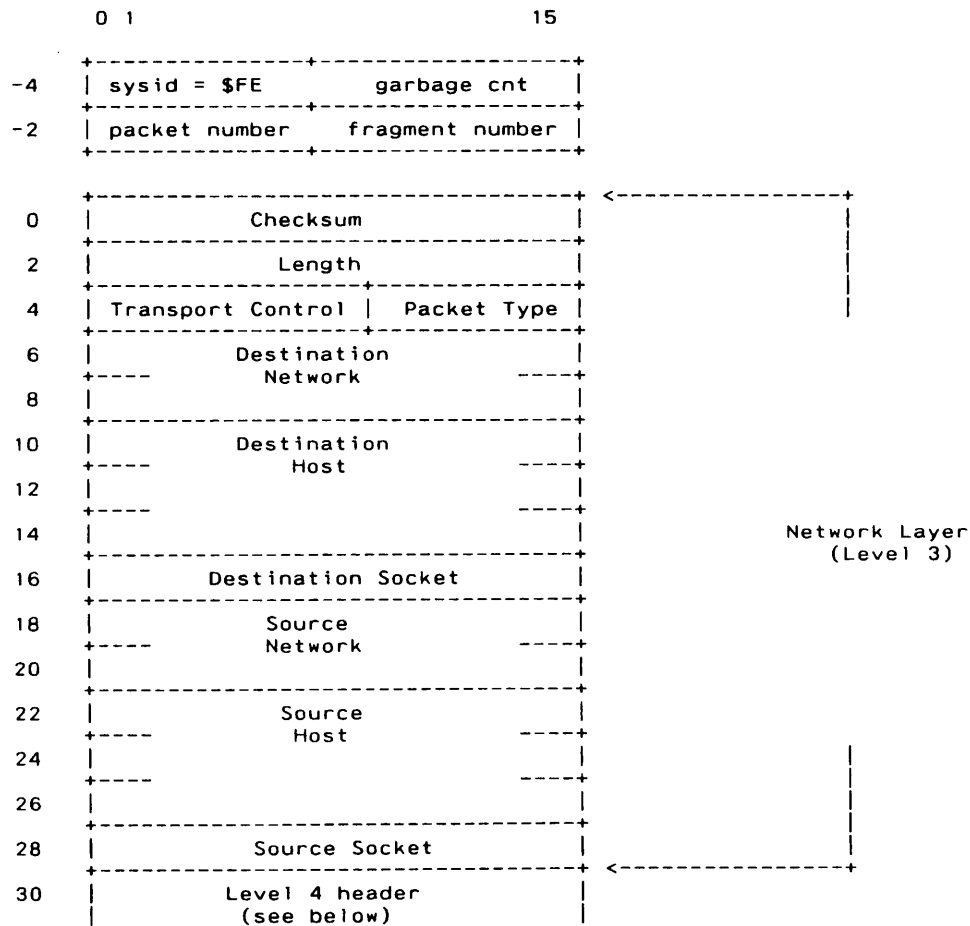 0 1 15
-4 sysid = $FE garbage cnt
-2 packet number fragment number
0 Checksum
2 Length
4 Transport Control Packet Type
6 Destination
Network
8
10 Destination
Host
12
14
Network Layer
(Level 3)
16 Destination Socket
18 Source
Network
20
22 Source
Host
24
26
28 Source Socket
30 Level 4 header
(see below)